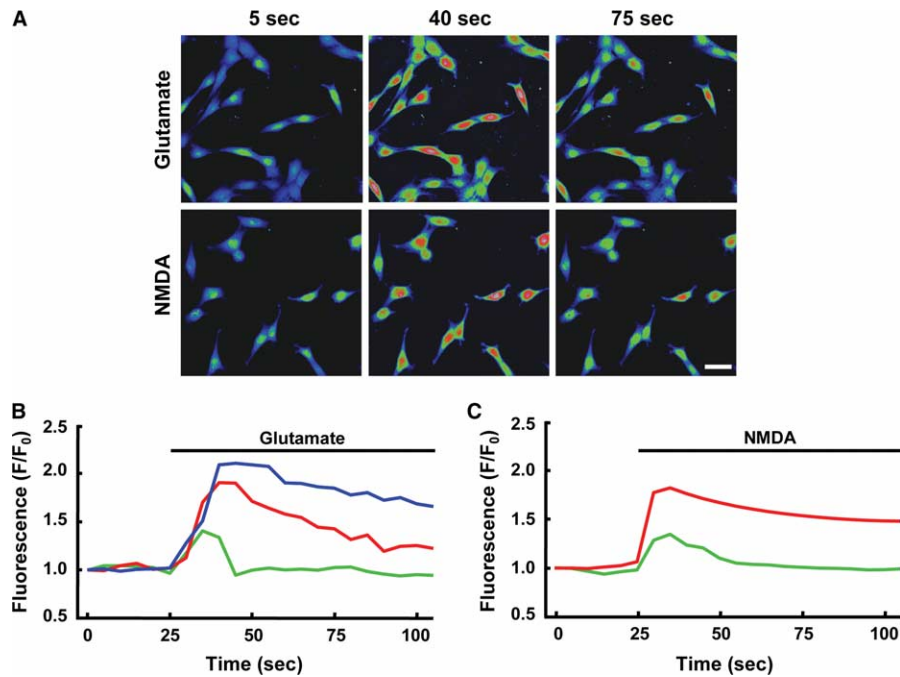 A
5 sec 40 sec 75 sec
Glutamate
NMDA
B
Glutamate
Fluorescence (F/F0)
2.5
2.0
1.5
1.0
0.5
0 25 50 75 100
Time (sec)
C
NMDA
Fluorescence (F/F0)
2.5
2.0
1.5
1.0
0.5
0 25 50 75 100
Time (sec)